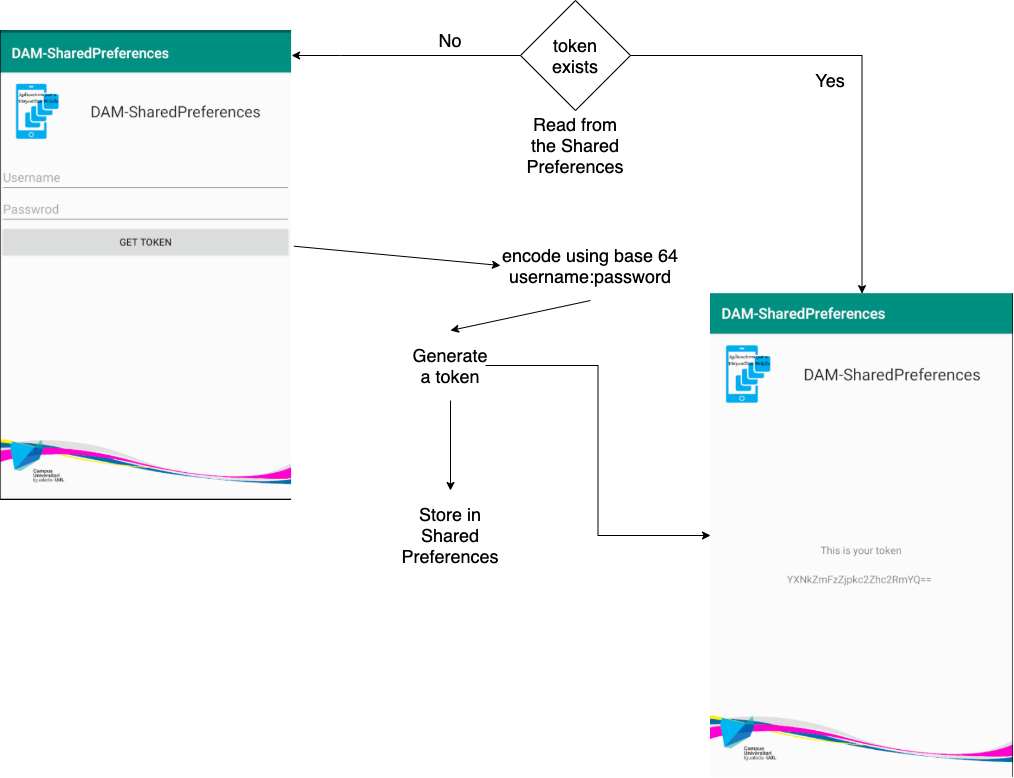 No
token
exists
Yes
Read from
the Shared
Preferences
DAM-SharedPreferences
DAM-SharedPreferences
Username
Passwrod
GET TOKEN
Campus
Universitari
Igualada-UdL
encode using base 64
username:password
Generate
a token
Store in
Shared
Preferences
DAM-SharedPreferences
DAM-SharedPreferences
This is your token
YXNkZmFzZjpkc2Zhc2RmYQ==
Campus
Universitari
Igualada-UdL